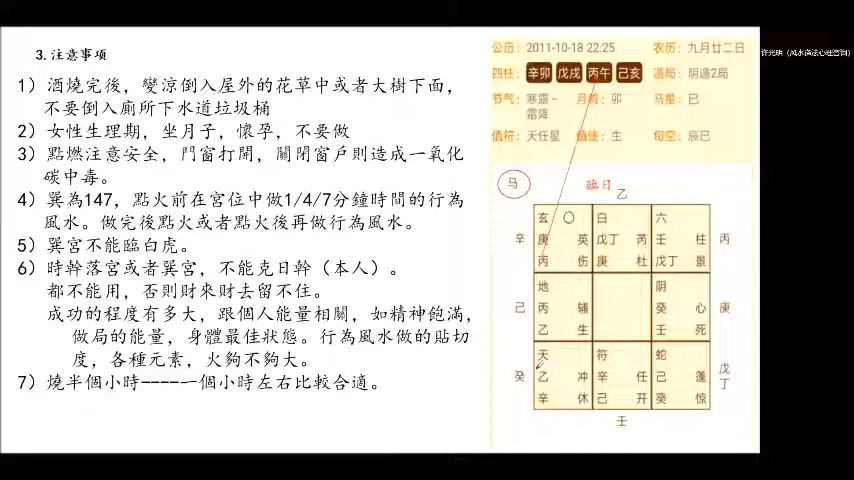 3.注意事项
1）酒燒完後，變涼倒入屋外的花草中或者大樹下面，
不要倒入廁所下水道垃圾桶
2）女性生理期，坐月子，懷孕，不要做
3）點燃注意安全，門窗打開，關閉窗戶則造成一氧化
碳中毒。
4）巽為147，點火前在宮位中做1/4/7分鐘時間的行為
風水。做完後點火或者點火後再做行為風水。
5）巽宮不能臨白虎。
6）時幹落宮或者巽宮，不能克日幹（本人）。
都不能用，否則財來財去留不住。
成功的程度有多大，跟個人能量相關，如精神飽滿，
做局的能量，身體最佳狀態。行為風水做的貼切
度，各種元素，火夠不夠大。
7）燒半個小時----一個小時左右比較合適。
公历：2011-10-18 22:25 农历：九月廿二日
四柱：辛卯 戊戌 丙午 己亥 遁局：阴遁2局
节气：寒露－霜降 月将：卯 马星：巳
值符：天任星 值使：生 旬空：辰巳
马 臨日
乙
玄 〇 白 六
辛 庚 英 戊丁 芮 壬 柱 丙
丙 伤 庚 杜 戊丁 景
地 阴
己 丙 辅 癸 心 庚
乙 生 壬 死
天 符 蛇
癸 乙 冲 辛 任 己 蓬 戊丁
辛 休 己 开 癸 惊
壬
许光明（风水道法心理咨询）